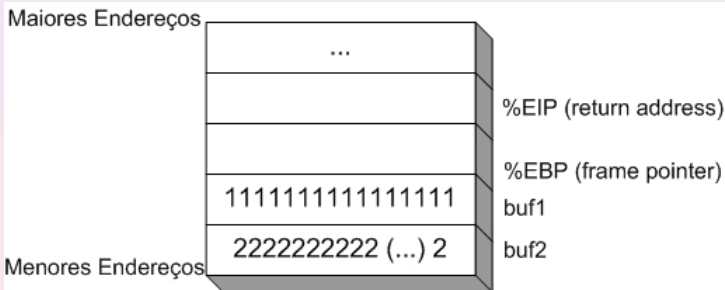 Maiores Endereços
...
%EIP (return address)
%EBP (frame pointer)
1111111111111111 buf1
2222222222 (...) 2 buf2
Menores Endereços